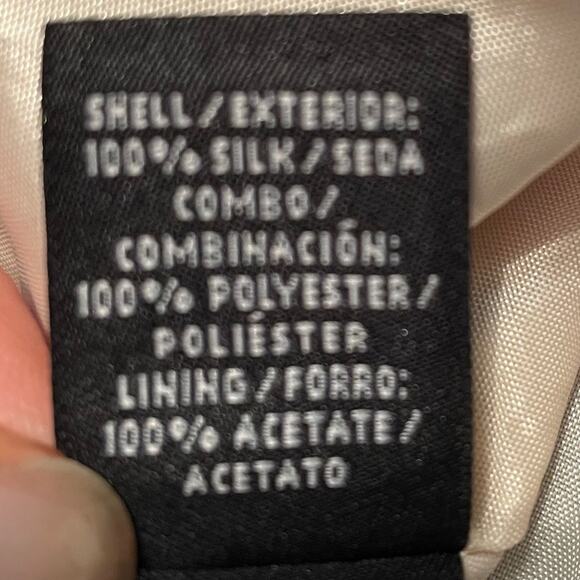 SHELL/EXTERIOR:
100% SILK/SEDA
COMBO/
COMBINACIÓN:
100% POLYESTER/
POLIÉSTER
LINING/FORRO:
100% ACETATE/
ACETATO